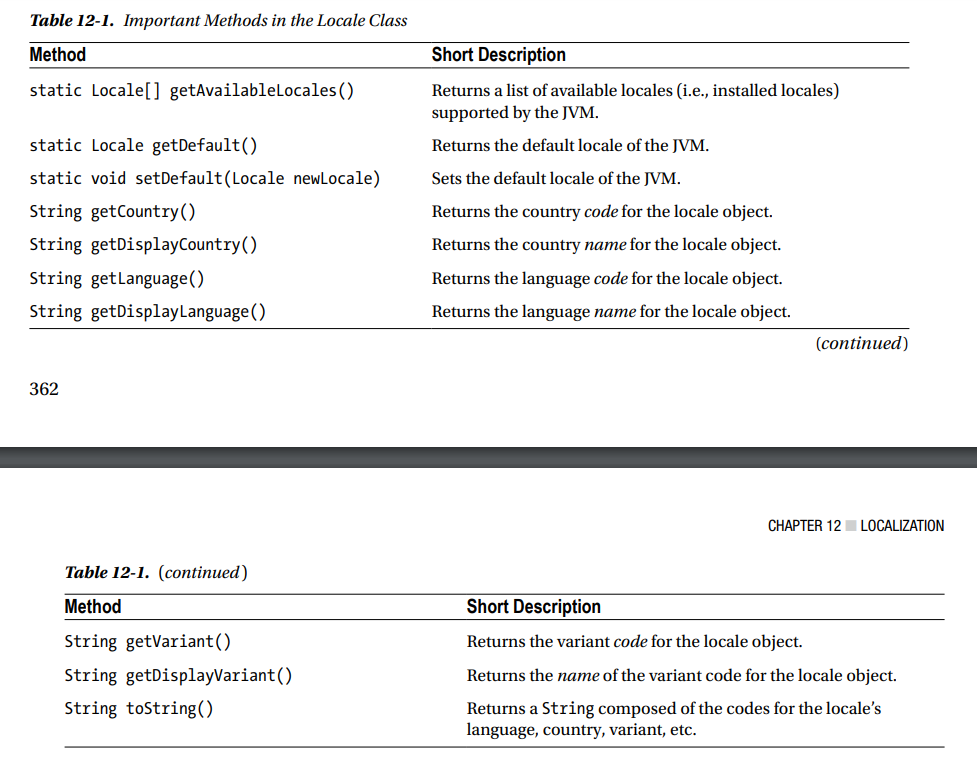 Table 12-1. Important Methods in the Locale Class
Method Short Description
static Locale[] getAvailableLocales() Returns a list of available locales (i.e., installed locales)
supported by the JVM.
static Locale getDefault() Returns the default locale of the JVM.
static void setDefault(Locale newLocale) Sets the default locale of the JVM.
String getCountry() Returns the country code for the locale object.
String getDisplayCountry() Returns the country name for the locale object.
String getLanguage() Returns the language code for the locale object.
String getDisplayLanguage() Returns the language name for the locale object.
(continued)
362
CHAPTER 12 ■ LOCALIZATION
Table 12-1. (continued)
Method Short Description
String getVariant() Returns the variant code for the locale object.
String getDisplayVariant() Returns the name of the variant code for the locale object.
String toString() Returns a String composed of the codes for the locale's
language, country, variant, etc.